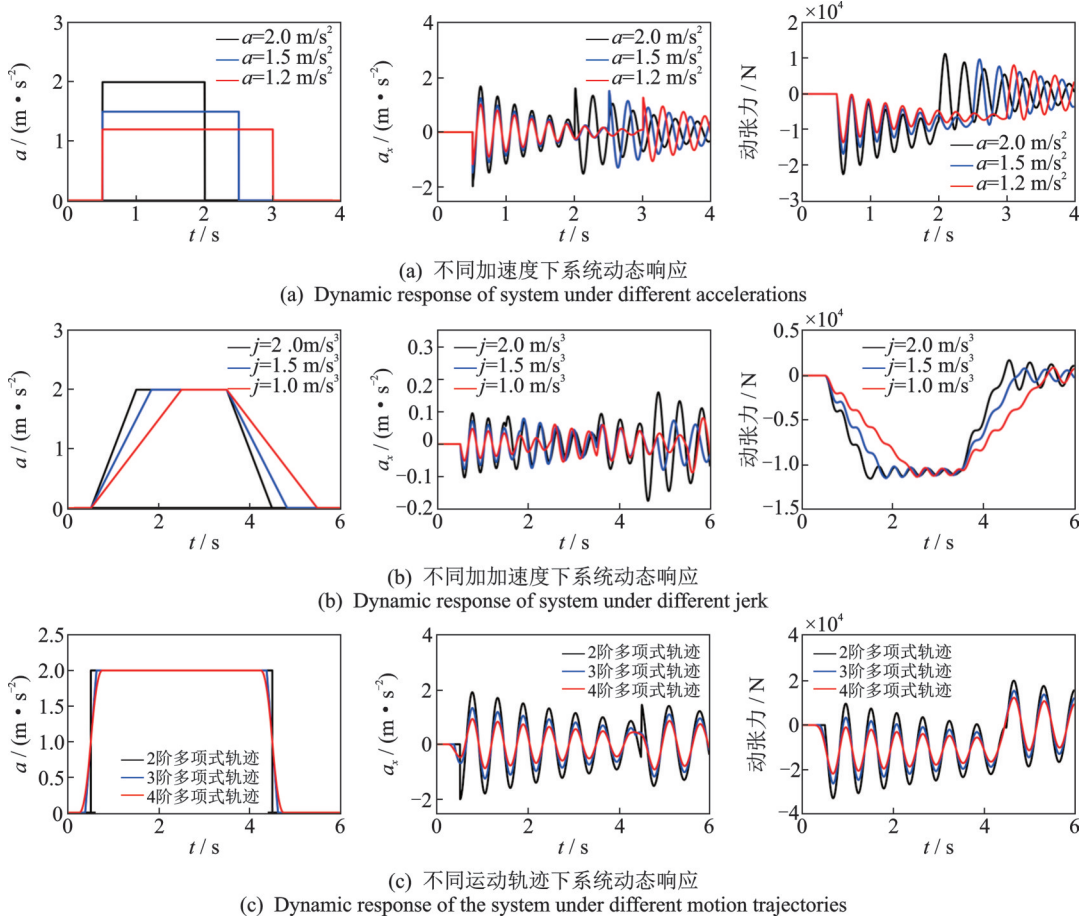 3
2
1
0
0
1
2
3
4
a / (m • s⁻²)
t / s
a=2.0 m/s²
a=1.5 m/s²
a=1.2 m/s²
4
2
0
−2
0
1
2
3
4
aₓ / (m • s⁻²)
t / s
a=2.0 m/s²
a=1.5 m/s²
a=1.2 m/s²
×10⁴
2
1
0
−1
−2
−3
0
1
2
3
4
动张力 / N
t / s
a=2.0 m/s²
a=1.5 m/s²
a=1.2 m/s²
(a) 不同加速度下系统动态响应
(a) Dynamic response of system under different accelerations
3
2
1
0
0
2
4
6
a / (m • s⁻²)
t / s
j=2 .0m/s³
j=1.5 m/s³
j=1.0 m/s³
0.3
0.2
0.1
0
−0.1
−0.2
0
2
4
6
aₓ / (m • s⁻²)
t / s
j=2.0 m/s³
j=1.5 m/s³
j=1.0 m/s³
×10⁴
0.5
0
−0.5
−1.0
−1.5
0
2
4
6
动张力 / N
t / s
j=2.0 m/s³
j=1.5 m/s³
j=1.0 m/s³
(b) 不同加加速度下系统动态响应
(b) Dynamic response of system under different jerk
2.5
2.0
1.5
1.0
0.5
0
0
2
4
6
a / (m • s⁻²)
t / s
2阶多项式轨迹
3阶多项式轨迹
4阶多项式轨迹
4
2
0
−2
0
2
4
6
aₓ / (m • s⁻²)
t / s
2阶多项式轨迹
3阶多项式轨迹
4阶多项式轨迹
×10⁴
4
2
0
−2
−4
0
2
4
6
动张力 / N
t / s
2阶多项式轨迹
3阶多项式轨迹
4阶多项式轨迹
(c) 不同运动轨迹下系统动态响应
(c) Dynamic response of the system under different motion trajectories